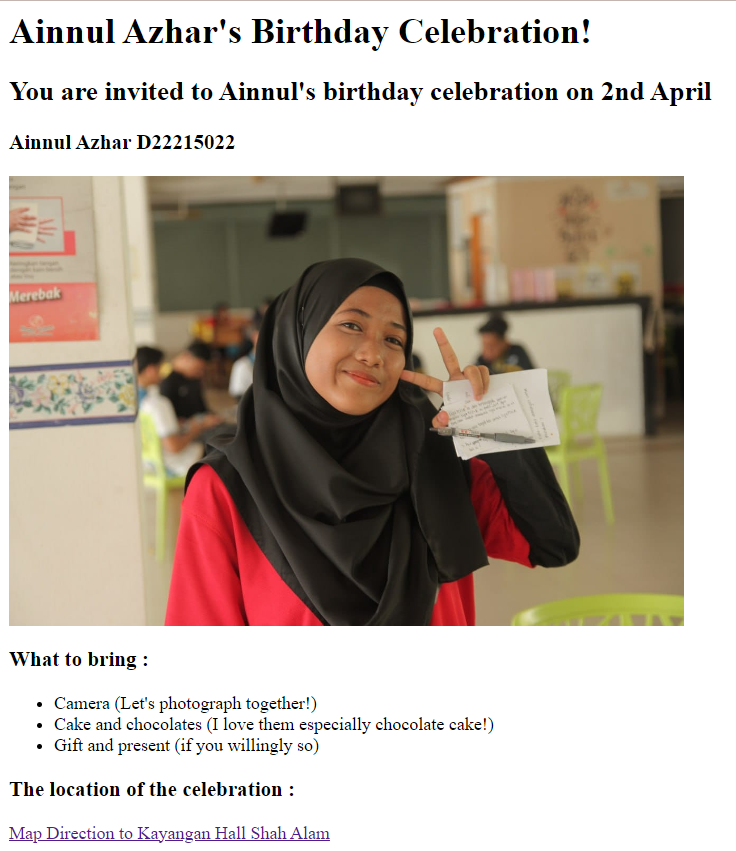 Ainnul Azhar's Birthday Celebration!
You are invited to Ainnul's birthday celebration on 2nd April
Ainnul Azhar D22215022
Merebak
What to bring :
Camera (Let's photograph together!)
Cake and chocolates (I love them especially chocolate cake!)
Gift and present (if you willingly so)
The location of the celebration :
Map Direction to Kayangan Hall Shah Alam